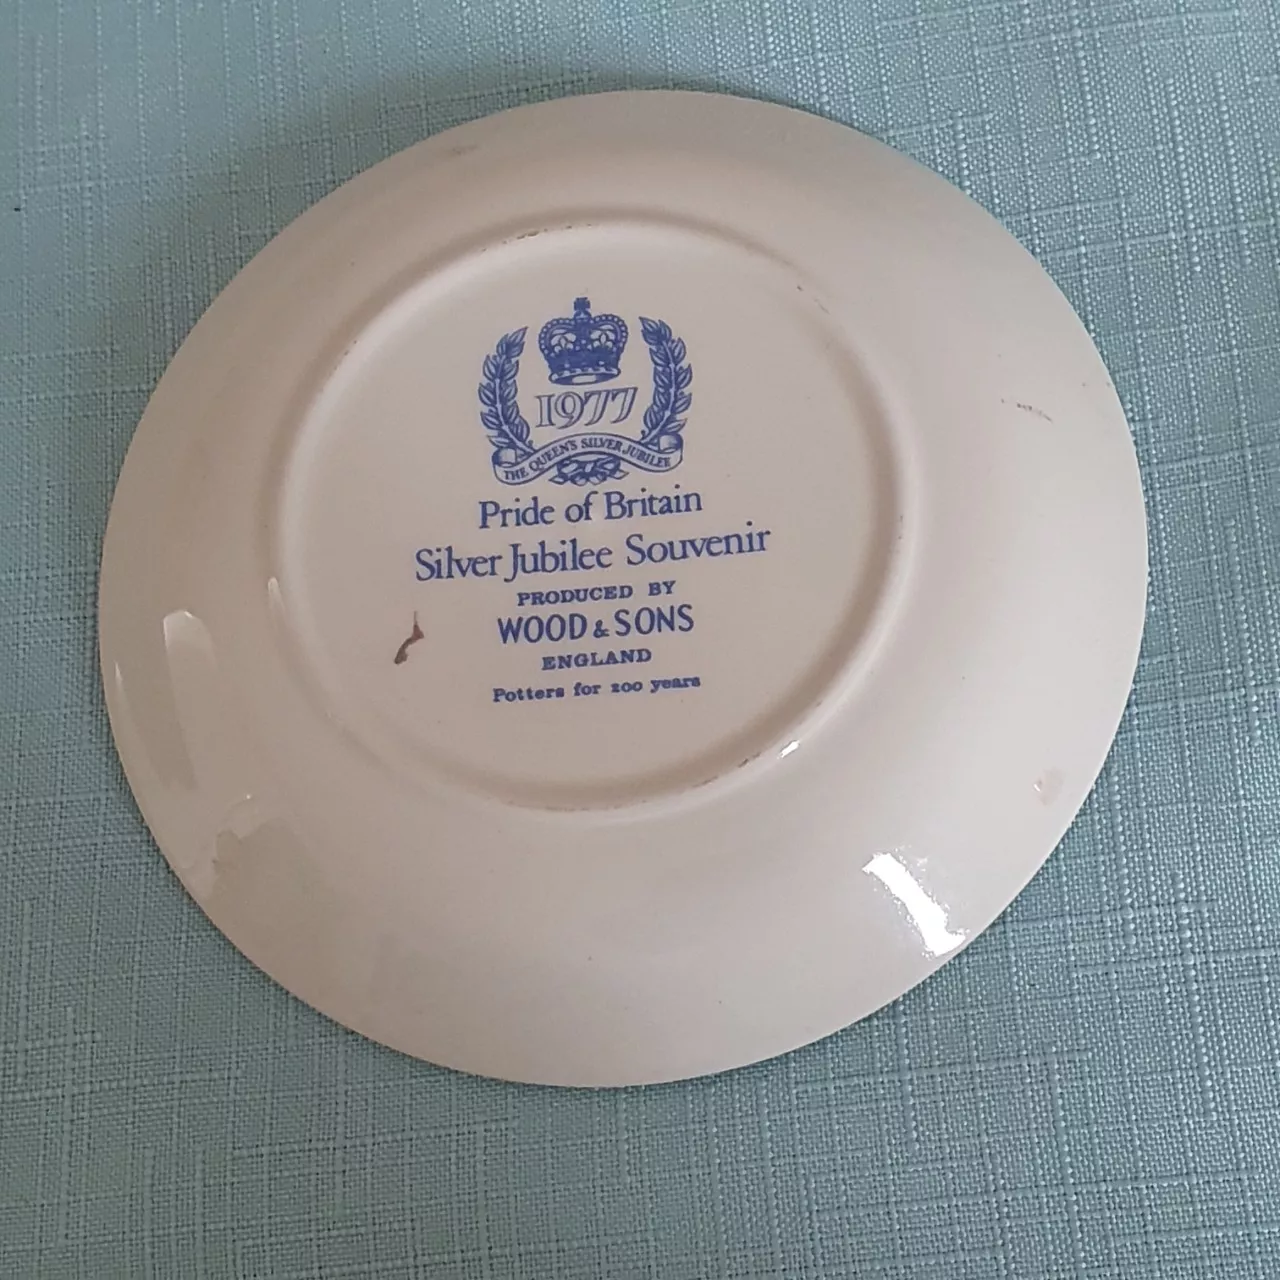 1977
THE QUEEN'S SILVER JUBILEE
Pride of Britain
Silver Jubilee Souvenir
PRODUCED BY
WOOD & SONS
ENGLAND
Potters for 200 years